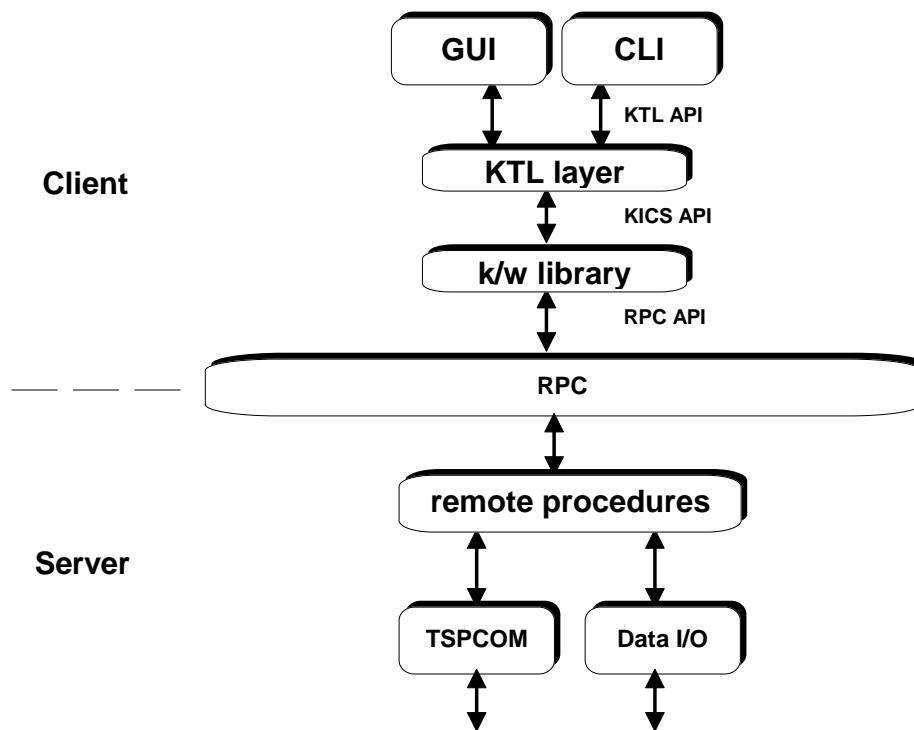 GUI
CLI
KTL API
KTL layer
Client
KICS API
k/w library
RPC API
RPC
remote procedures
Server
TSPCOM
Data I/O